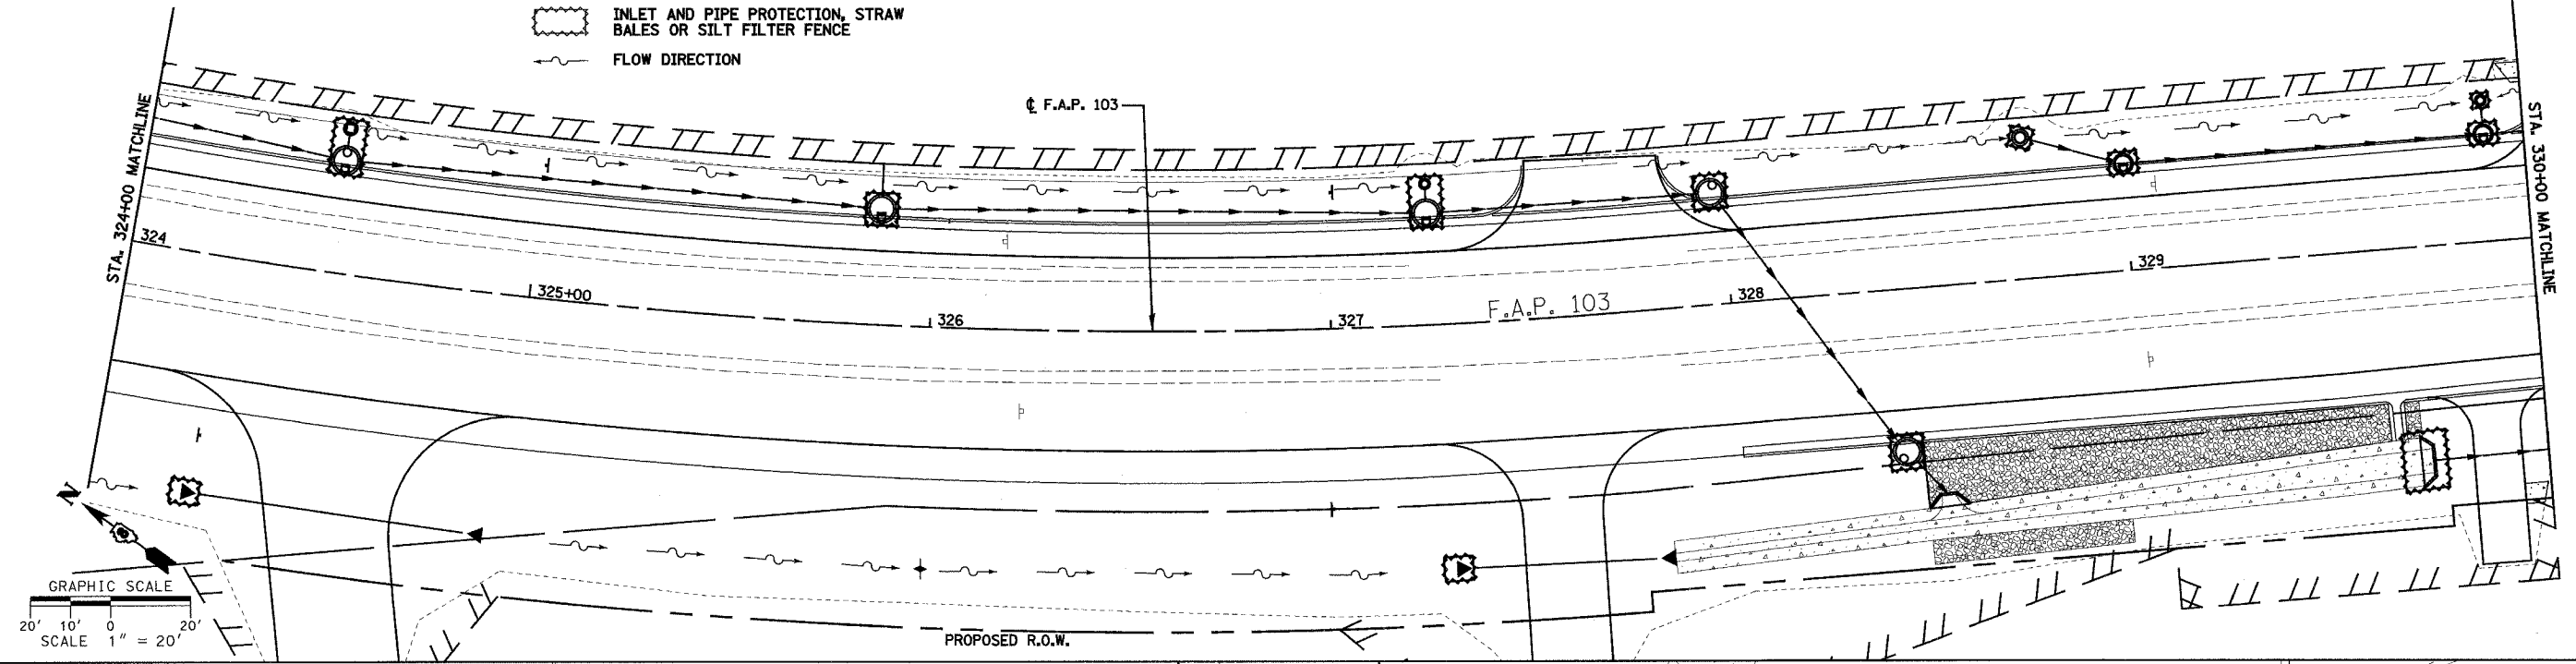 INLET AND PIPE PROTECTION, STRAW
BALES OR SILT FILTER FENCE
FLOW DIRECTION
℄ F.A.P. 103
STA. 324+00 MATCHLINE
STA. 330+00 MATCHLINE
324
325+00
326
327
F.A.P. 103
328
329
N
GRAPHIC SCALE
20' 10' 0 20'
SCALE 1" = 20'
PROPOSED R.O.W.